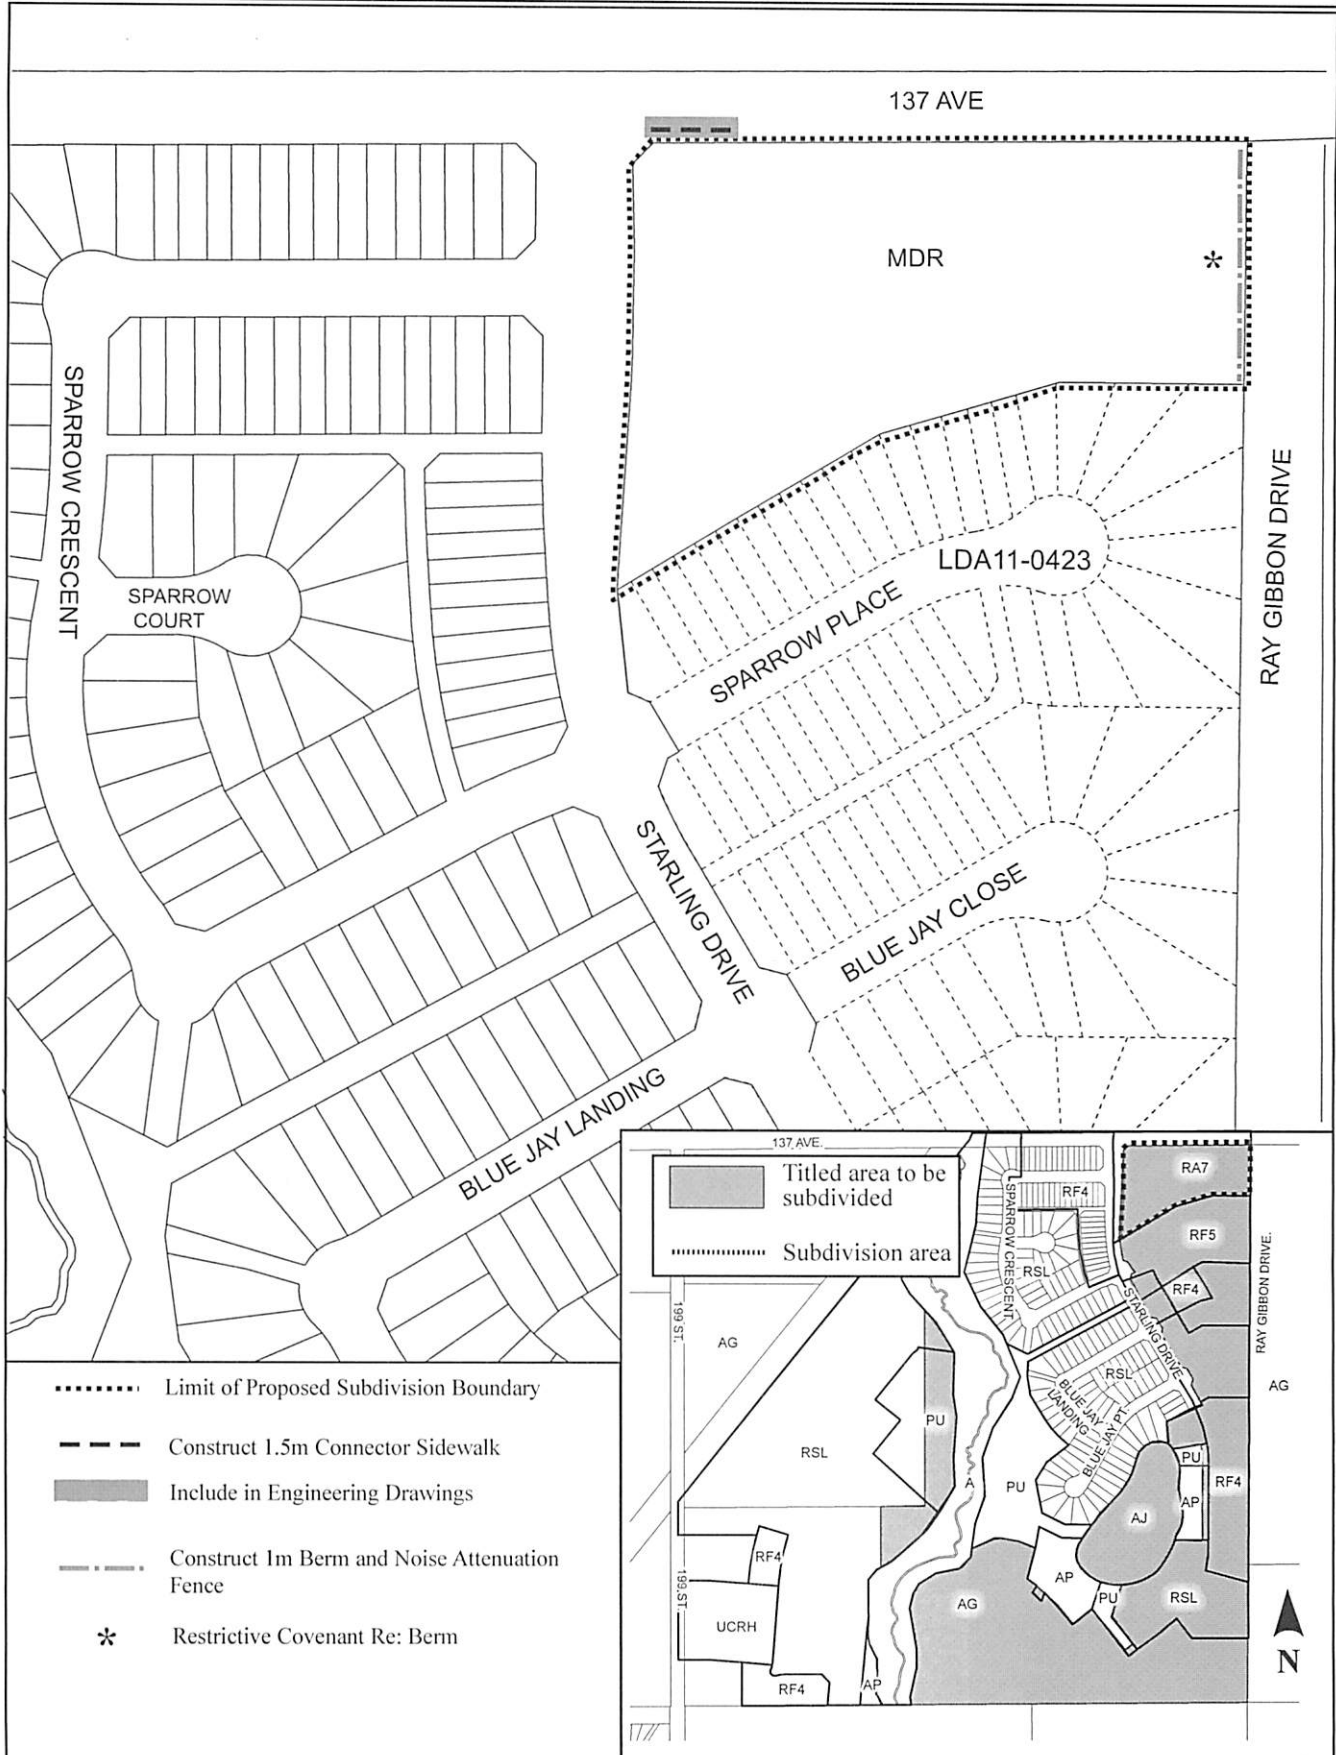 137 AVE
MDR
*
SPARROW CRESCENT
SPARROW
COURT
LDA11-0423
SPARROW PLACE
RAY GIBBON DRIVE
STARLING DRIVE
BLUE JAY CLOSE
BLUE JAY LANDING
Limit of Proposed Subdivision Boundary
Construct 1.5m Connector Sidewalk
Include in Engineering Drawings
Construct 1m Berm and Noise Attenuation
Fence
* Restrictive Covenant Re: Berm
137 AVE.
Titled area to be
subdivided
Subdivision area
RA7
RF4
SPARROW CRESCENT
RF5
RSL
RF4
RAY GIBBON DRIVE.
199 ST.
STARLING DRIVE
AG
RSL
AG
BLUE JAY
LANDING
BLUE JAY PT.
PU
RSL
PU
A
PU
RF4
AP
AJ
RF4
AP
199 ST.
AG
PU
RSL
UCRH
RF4
AP
N